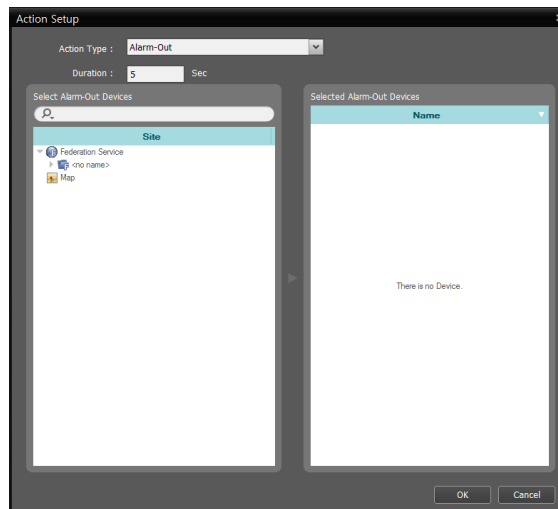 Action Setup
Action Type :
Alarm-Out
Duration :
5
Sec
Select Alarm-Out Devices
Site
Federation Service
<no name>
Map
Selected Alarm-Out Devices
Name
There is no Device.
OK
Cancel